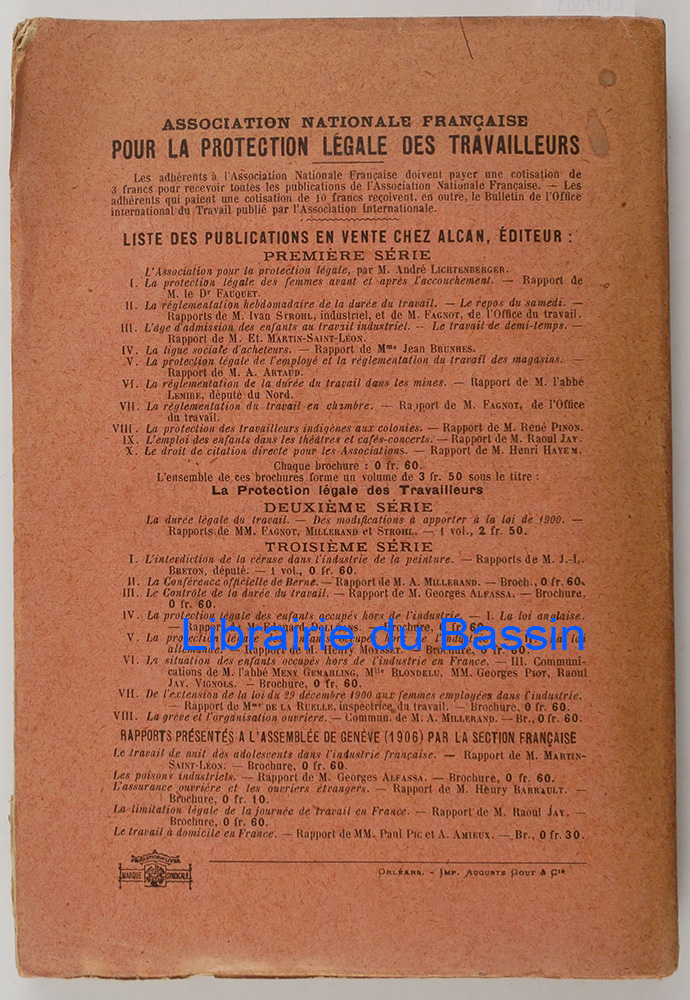 ASSOCIATION NATIONALE FRANÇAISE
POUR LA PROTECTION LÉGALE DES TRAVAILLEURS
Les adhérents à l'Association Nationale Française doivent payer une cotisation de
3 francs pour recevoir toutes les publications de l'Association Nationale Française. — Les
adhérents qui paient une cotisation de 10 francs reçoivent, en outre, le Bulletin de l'Office
international du Travail publié par l'Association Internationale.
LISTE DES PUBLICATIONS EN VENTE CHEZ ALCAN, ÉDITEUR :
PREMIÈRE SÉRIE
L'Association pour la protection légale, par M. André LICHTENBERGER.
I. La protection légale des femmes avant et après l'accouchement. — Rapport de
M. le Dr FAUQUET.
II. La réglementation hebdomadaire de la durée du travail. — Le repos du samedi. —
Rapports de M. Ivan STROHL, industriel, et de M. FAGNOT, de l'Office du travail.
III. L'âge d'admission des enfants au travail industriel. — Le travail de demi-temps. —
Rapport de M. Et. MARTIN-SAINT-LÉON.
IV. La ligue sociale d'acheteurs. — Rapport de Mme Jean BRUNHES.
V. La protection légale de l'employé et la réglementation du travail des magasins. —
Rapport de M. A. ARTAUD.
VI. La réglementation de la durée du travail dans les mines. — Rapport de M. l'abbé
LEMIRE, député du Nord.
VII. La réglementation du travail en chambre. — Rapport de M. FAGNOT, de l'Office
du travail.
VIII. La protection des travailleurs indigènes aux colonies. — Rapport de M. René PINON.
IX. L'emploi des enfants dans les théâtres et cafés-concerts. — Rapport de M. Raoul JAY.
X. Le droit de citation directe pour les Associations. — Rapport de M. Henri HAYEM.
Chaque brochure : 0 fr. 60.
L'ensemble de ces brochures forme un volume de 3 fr. 50 sous le titre :
La Protection légale des Travailleurs
DEUXIÈME SÉRIE
La durée légale du travail. — Des modifications à apporter à la loi de 1900. —
Rapports de MM. FAGNOT, MILLERAND et STROHL. — 1 vol., 2 fr. 50.
TROISIÈME SÉRIE
I. L'interdiction de la céruse dans l'industrie de la peinture. — Rapports de M. J.-L.
BRETON, député. — 1 vol., 0 fr. 60.
II. La Conférence officielle de Berne. — Rapport de M. A. MILLERAND. — Broch., 0 fr. 60.
III. Le Contrôle de la durée du travail. — Rapport de M. Georges ALFASSA. — Brochure,
0 fr. 60.
IV. La protection légale des enfants occupés hors de l'industrie. — I. La loi anglaise.
— Brochure, 0 fr. 60.
V. La protection légale
— Rapport de M. Henry — Brochure, 0 fr. 60.
Librairie du Bassin
VI. La situation des enfants occupés hors de l'industrie en France. — III. Communi-
cations de M. l'abbé MENY GEMAHLING, Mlle BLONDELU, MM. Georges PIOT, Raoul
JAY, VIGNOLS. — Brochure, 0 fr. 60.
VII. De l'extension de la loi du 29 décembre 1900 aux femmes employées dans l'industrie.
— Rapport de Mme DE LA RUELLE, inspectrice du travail. — Brochure, 0 fr. 60.
VIII. La grève et l'organisation ouvrière. — Commun. de M. A. MILLERAND. — Br., 0 fr. 60.
RAPPORTS PRÉSENTÉS A L'ASSEMBLÉE DE GENÈVE (1906) PAR LA SECTION FRANÇAISE
Le travail de nuit des adolescents dans l'industrie française. — Rapport de M. MARTIN-
SAINT-LÉON. — Brochure, 0 fr. 60.
Les poisons industriels. — Rapport de M. Georges ALFASSA. — Brochure, 0 fr. 60.
L'assurance ouvrière et les ouvriers étrangers. — Rapport de M. Henry BARRAULT. —
Brochure, 0 fr. 10.
La limitation légale de la journée de travail en France. — Rapport de M. Raoul JAY. —
Brochure, 0 fr. 60.
Le travail à domicile en France. — Rapport de MM. Paul PIC et A. AMIEUX. — Br., 0 fr. 30.
MARQUE SYNDICALE
ORLÉANS. — IMP. AUGUSTE GOUT & Cie